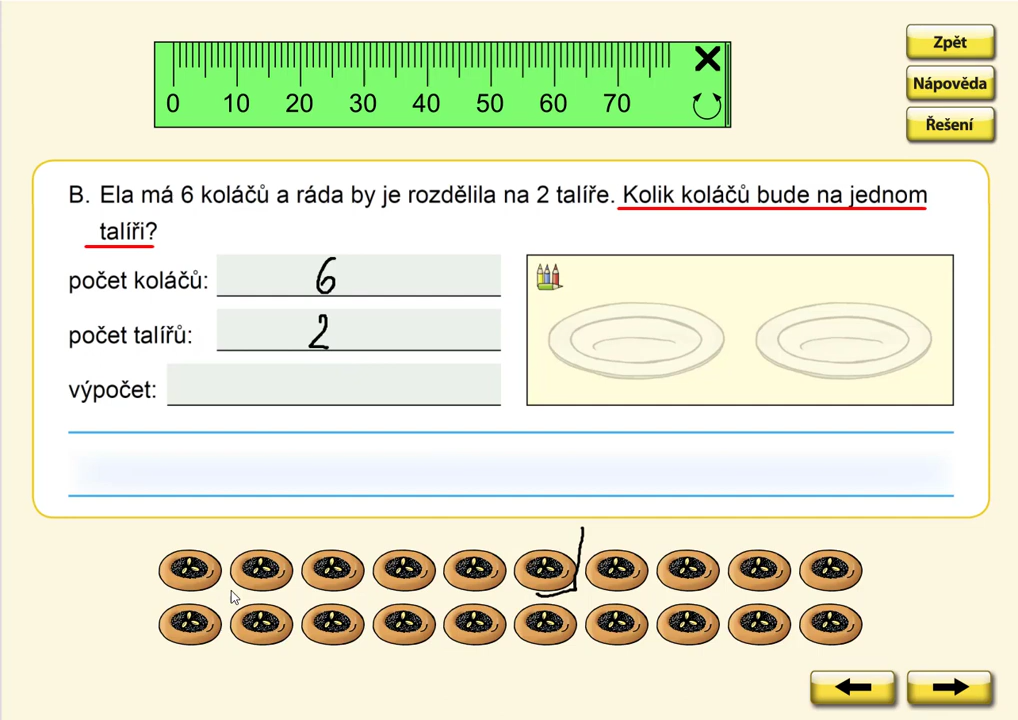 Zpět
Nápověda
Řešení
0 10 20 30 40 50 60 70
B. Ela má 6 koláčů a ráda by je rozdělila na 2 talíře. Kolik koláčů bude na jednom
talíři?
počet koláčů: 6
počet talířů: 2
výpočet: